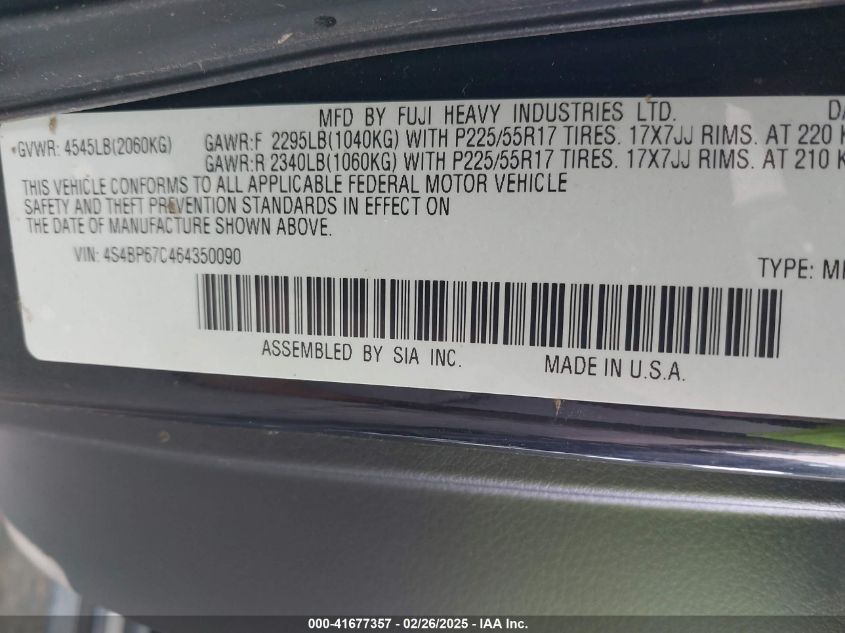 MFD BY FUJI HEAVY INDUSTRIES LTD. DA
GVWR: 4545LB(2060KG) GAWR:F 2295LB(1040KG) WITH P225/55R17 TIRES. 17X7JJ RIMS. AT 220 K
GAWR:R 2340LB(1060KG) WITH P225/55R17 TIRES. 17X7JJ RIMS. AT 210 K
THIS VEHICLE CONFORMS TO ALL APPLICABLE FEDERAL MOTOR VEHICLE
SAFETY AND THEFT PREVENTION STANDARDS IN EFFECT ON
THE DATE OF MANUFACTURE SHOWN ABOVE.
VIN: 4S4BP67C464350090
TYPE: M
ASSEMBLED BY SIA INC.
MADE IN U.S.A.
000-41677357 - 02/26/2025 - IAA Inc.